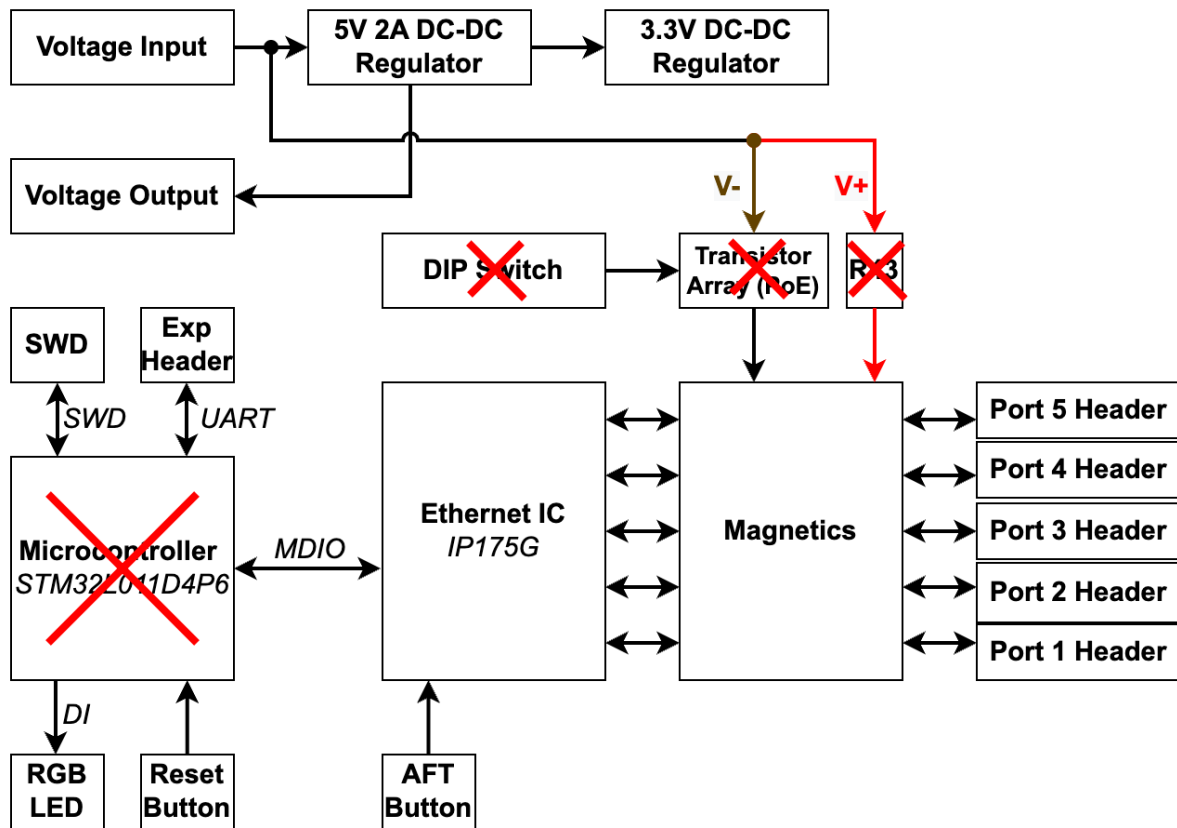 Voltage Input
5V 2A DC-DC
Regulator
3.3V DC-DC
Regulator
Voltage Output
V-
V+
DIP Switch
Transistor
Array (PoE)
SWD
Exp
Header
SWD
UART
Microcontroller
STM32L011D4P6
MDIO
Ethernet IC
IP175G
Magnetics
Port 5 Header
Port 4 Header
Port 3 Header
Port 2 Header
Port 1 Header
DI
RGB
LED
Reset
Button
AFT
Button